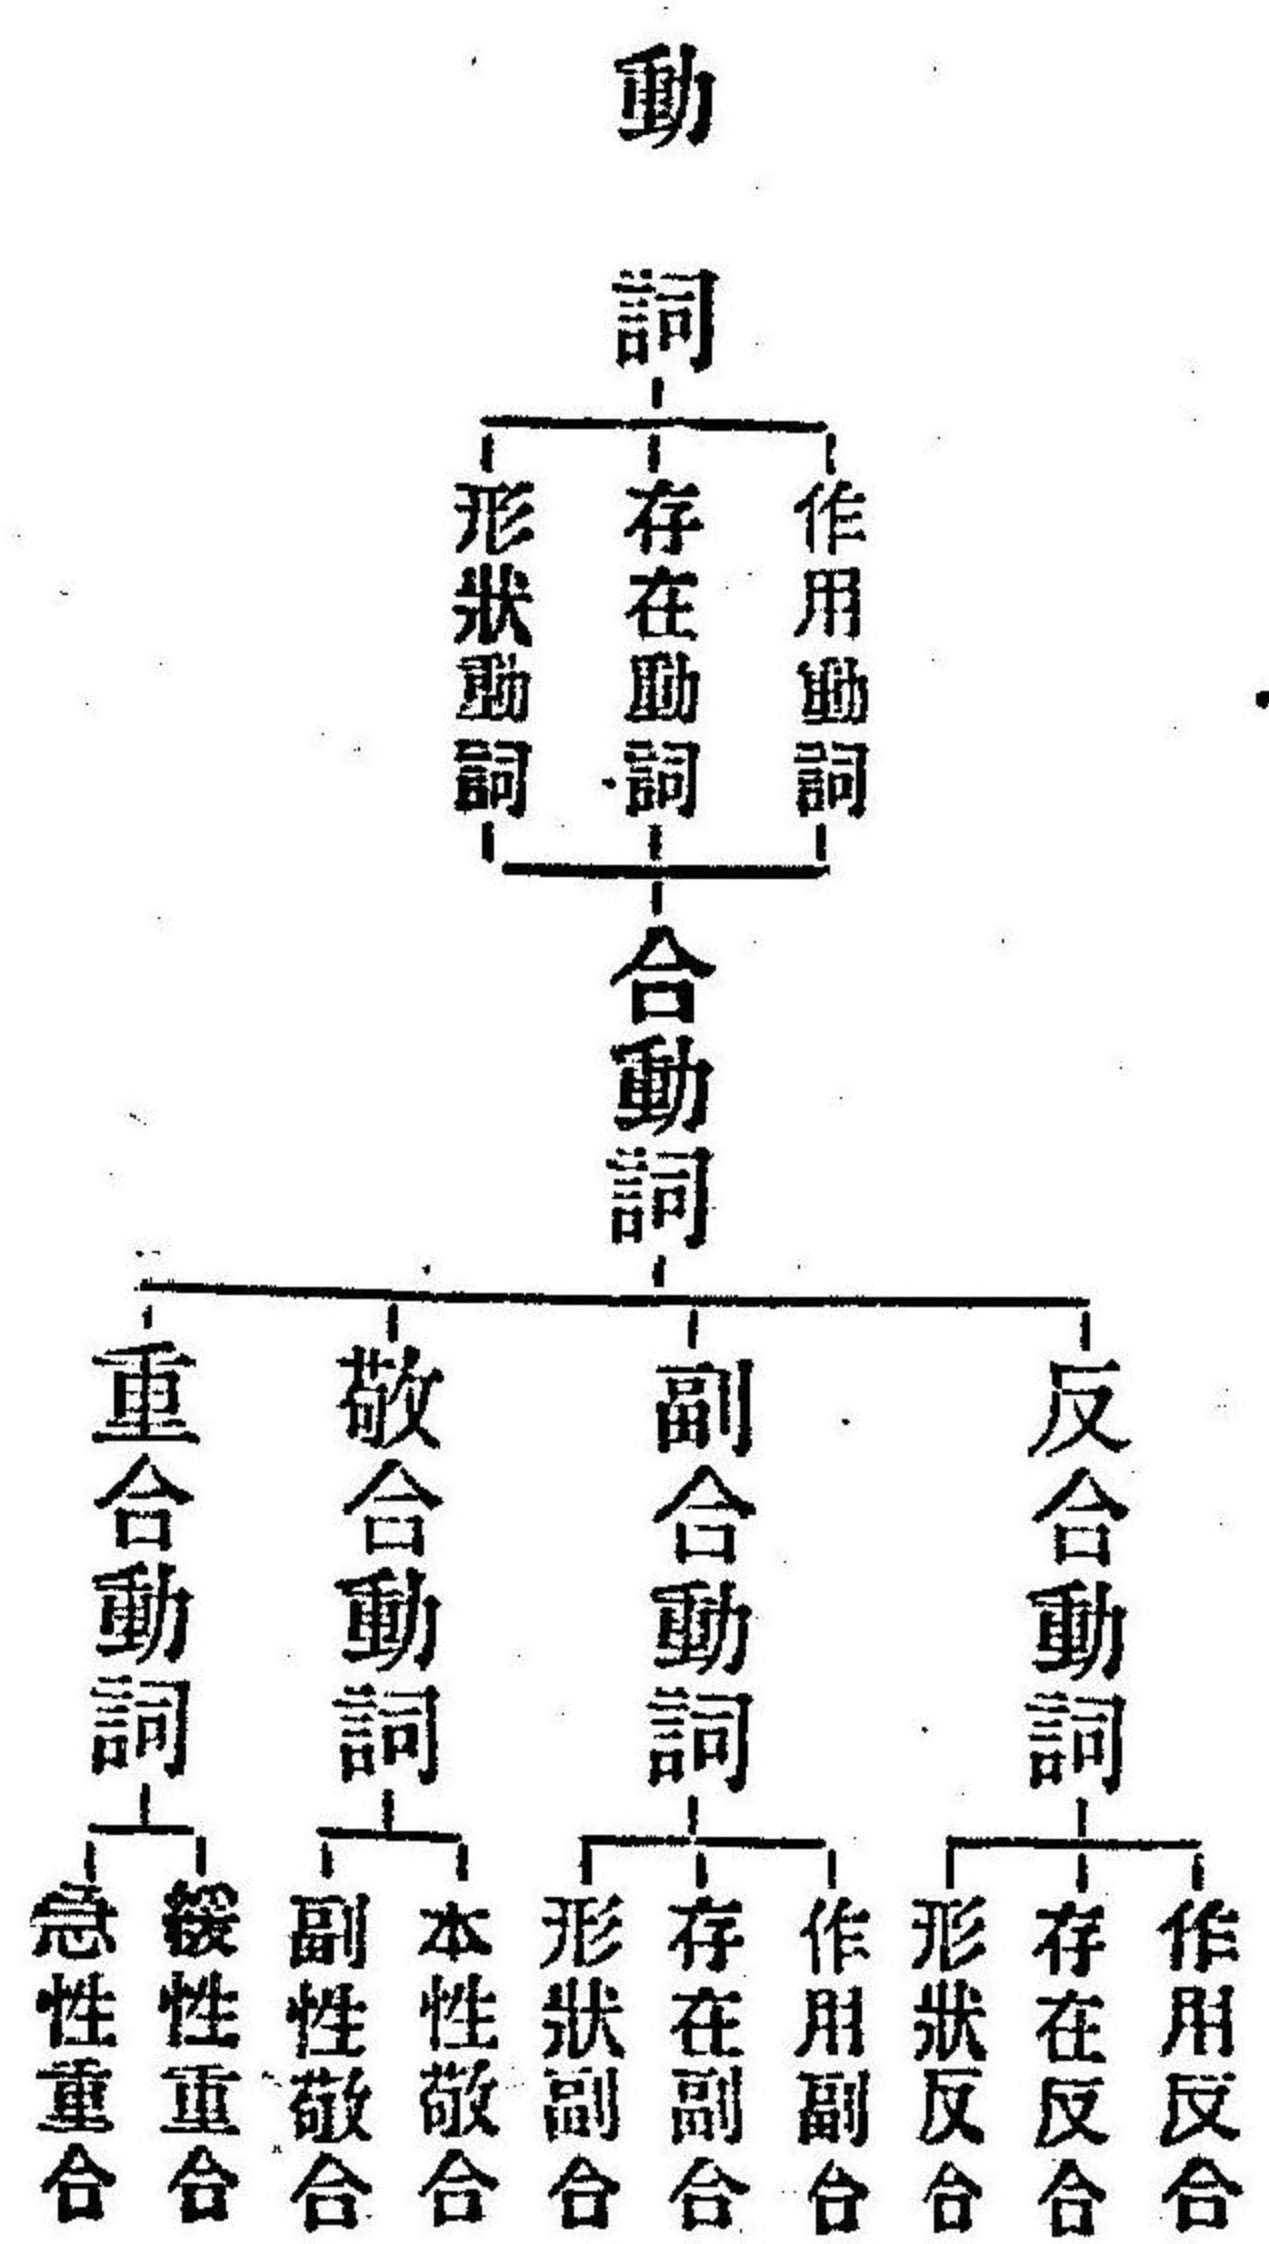 動詞
作用動詞
存在動詞
形狀動詞
合動詞
反合動詞
副合動詞
敬合動詞
重合動詞
作用反合
存在反合
形狀反合
作用副合
存在副合
形狀副合
本性敬合
副性敬合
緩性重合
急性重合